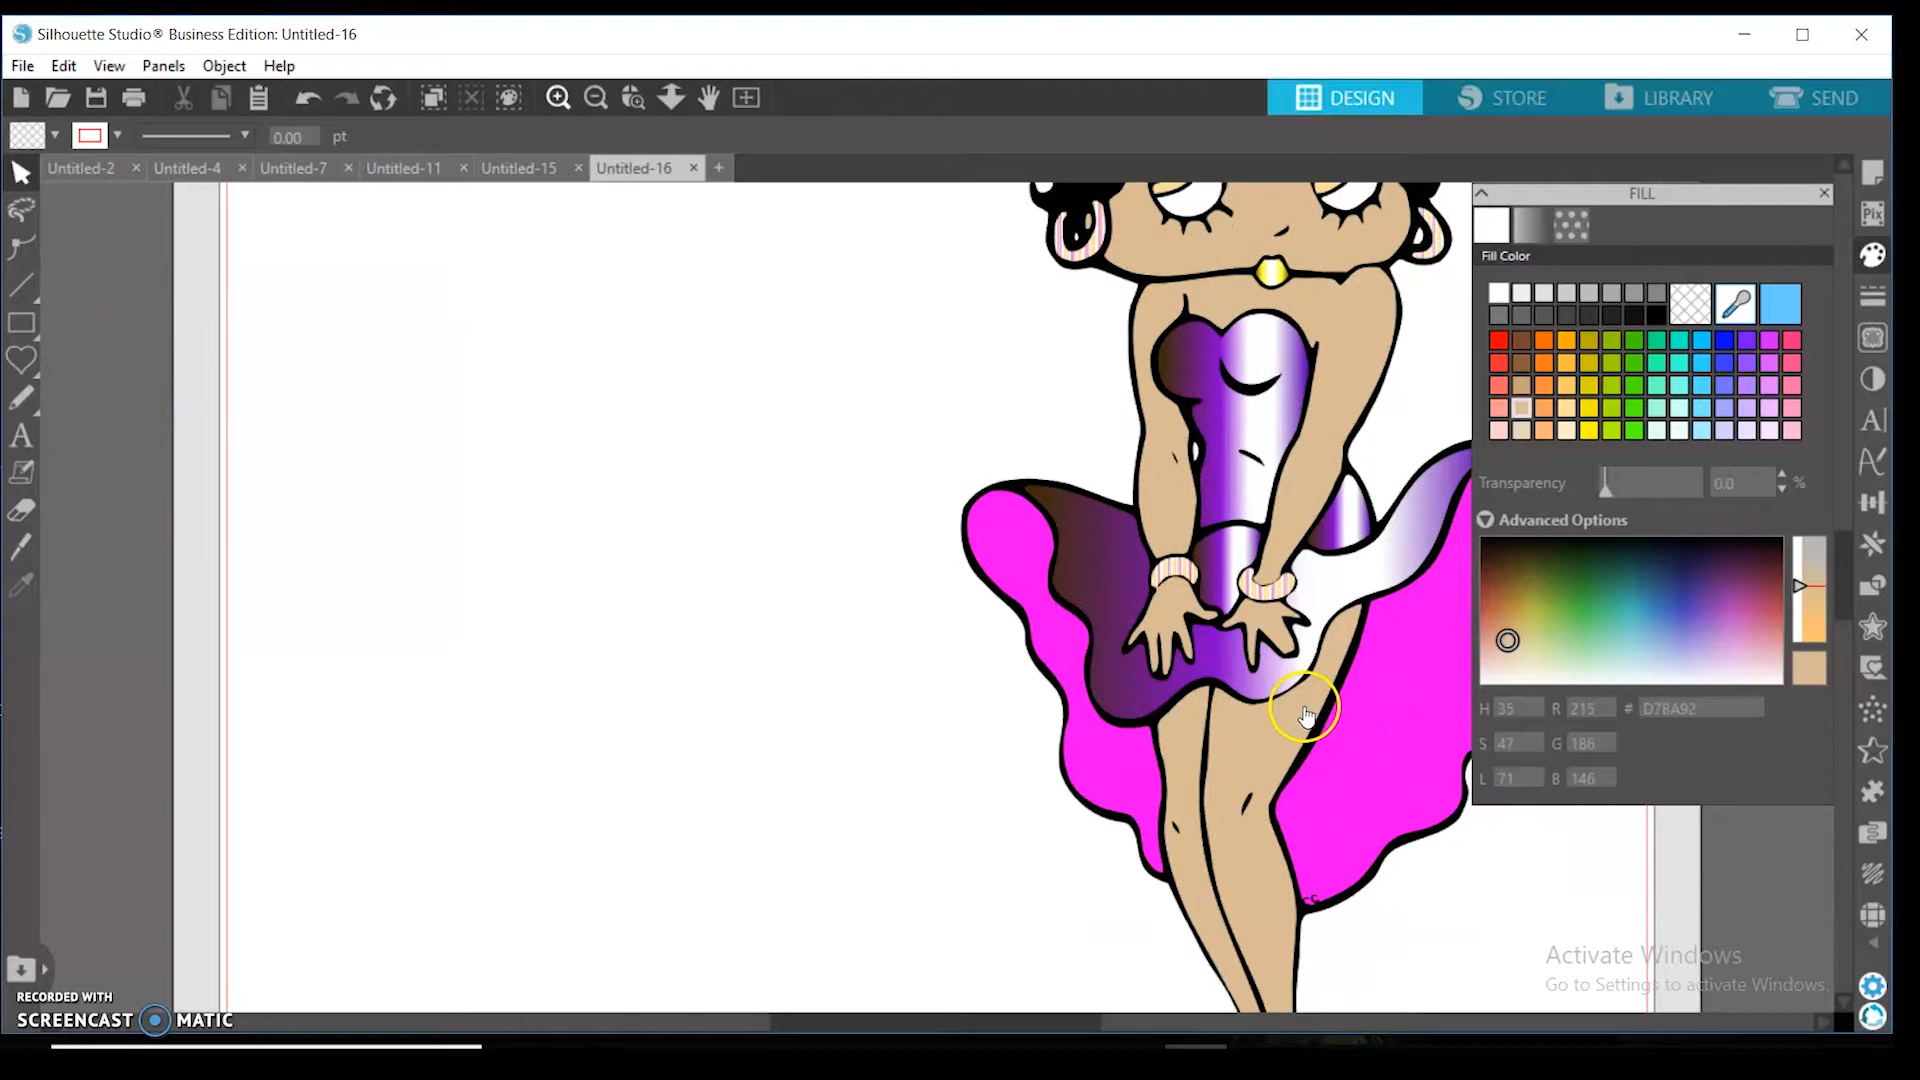 Silhouette Studio® Business Edition: Untitled-16
File Edit View Panels Object Help
DESIGN STORE LIBRARY SEND
0.00 pt
Untitled-2 Untitled-4 Untitled-7 Untitled-11 Untitled-15 Untitled-16
FILL
Pix
Fill Color
Transparency 0.0 %
Advanced Options
H 35 R 215 # D7BA92
S 47 G 186
L 71 B 146
Activate Windows
Go to Settings to activate Windows.
RECORDED WITH
SCREENCAST MATIC